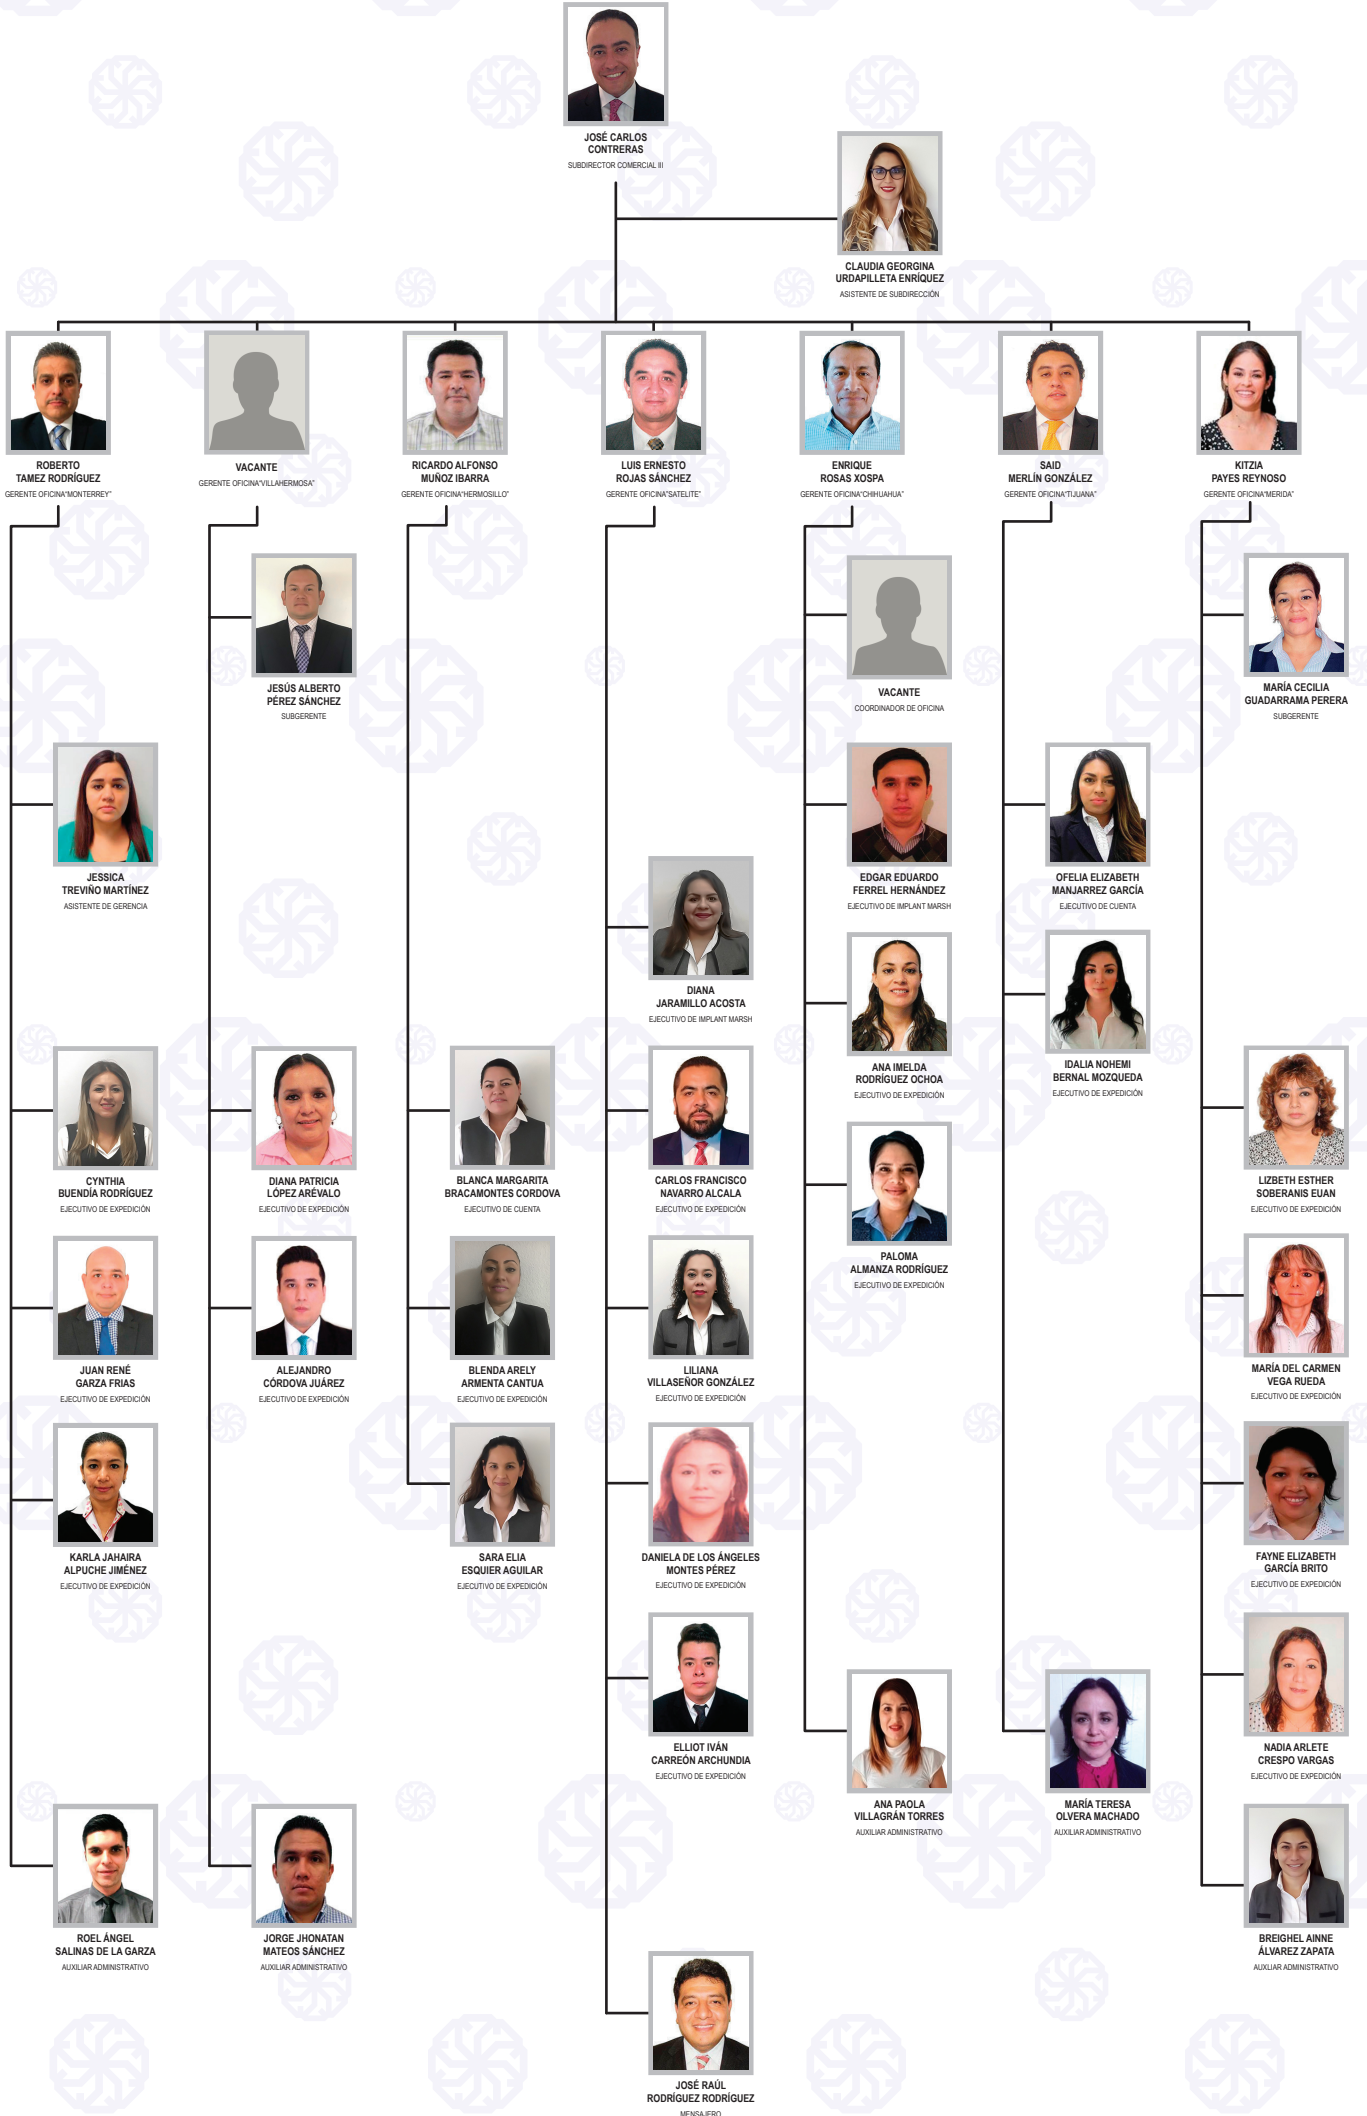 JOSÉ CARLOS
CONTRERAS
SUBDIRECTOR COMERCIAL III
CLAUDIA GEORGINA
URDAPILLETA ENRÍQUEZ
ASISTENTE DE SUBDIRECCIÓN
ROBERTO
TAMEZ RODRÍGUEZ
GERENTE OFICINA"MONTERREY"
VACANTE
GERENTE OFICINA"VILLAHERMOSA"
RICARDO ALFONSO
MUÑOZ IBARRA
GERENTE OFICINA"HERMOSILLO"
LUIS ERNESTO
ROJAS SÁNCHEZ
GERENTE OFICINA"SATELITE"
ENRIQUE
ROSAS XOSPA
GERENTE OFICINA"CHIHUAHUA"
SAID
MERLÍN GONZÁLEZ
GERENTE OFICINA"TIJUANA"
KITZIA
PAYES REYNOSO
GERENTE OFICINA"MERIDA"
JESÚS ALBERTO
PÉREZ SÁNCHEZ
SUBGERENTE
VACANTE
COORDINADOR DE OFICINA
MARÍA CECILIA
GUADARRAMA PERERA
SUBGERENTE
JESSICA
TREVIÑO MARTÍNEZ
ASISTENTE DE GERENCIA
EDGAR EDUARDO
FERREL HERNÁNDEZ
EJECUTIVO DE IMPLANT MARSH
OFELIA ELIZABETH
MANJARREZ GARCÍA
EJECUTIVO DE CUENTA
DIANA
JARAMILLO ACOSTA
EJECUTIVO DE IMPLANT MARSH
ANA IMELDA
RODRÍGUEZ OCHOA
EJECUTIVO DE EXPEDICIÓN
IDALIA NOHEMI
BERNAL MOZQUEDA
EJECUTIVO DE EXPEDICIÓN
CYNTHIA
BUENDÍA RODRÍGUEZ
EJECUTIVO DE EXPEDICIÓN
DIANA PATRICIA
LÓPEZ ARÉVALO
EJECUTIVO DE EXPEDICIÓN
BLANCA MARGARITA
BRACAMONTES CORDOVA
EJECUTIVO DE CUENTA
CARLOS FRANCISCO
NAVARRO ALCALA
EJECUTIVO DE EXPEDICIÓN
LIZBETH ESTHER
SOBERANIS EUAN
EJECUTIVO DE EXPEDICIÓN
PALOMA
ALMANZA RODRÍGUEZ
EJECUTIVO DE EXPEDICIÓN
JUAN RENÉ
GARZA FRIAS
EJECUTIVO DE EXPEDICIÓN
ALEJANDRO
CÓRDOVA JUÁREZ
EJECUTIVO DE EXPEDICIÓN
BLENDA ARELY
ARMENTA CANTUA
EJECUTIVO DE EXPEDICIÓN
LILIANA
VILLASEÑOR GONZÁLEZ
EJECUTIVO DE EXPEDICIÓN
MARÍA DEL CARMEN
VEGA RUEDA
EJECUTIVO DE EXPEDICIÓN
KARLA JAHAIRA
ALPUCHE JIMÉNEZ
EJECUTIVO DE EXPEDICIÓN
SARA ELIA
ESQUIER AGUILAR
EJECUTIVO DE EXPEDICIÓN
DANIELA DE LOS ÁNGELES
MONTES PÉREZ
EJECUTIVO DE EXPEDICIÓN
FAYNE ELIZABETH
GARCÍA BRITO
EJECUTIVO DE EXPEDICIÓN
ELLIOT IVÁN
CARREÓN ARCHUNDIA
EJECUTIVO DE EXPEDICIÓN
NADIA ARLETE
CRESPO VARGAS
EJECUTIVO DE EXPEDICIÓN
ANA PAOLA
VILLAGRÁN TORRES
AUXILIAR ADMINISTRATIVO
MARÍA TERESA
OLVERA MACHADO
AUXILIAR ADMINISTRATIVO
ROEL ÁNGEL
SALINAS DE LA GARZA
AUXILIAR ADMINISTRATIVO
JORGE JHONATAN
MATEOS SÁNCHEZ
AUXILIAR ADMINISTRATIVO
BREIGHEL AINNE
ÁLVAREZ ZAPATA
AUXLIAR ADMINISTRATIVO
JOSÉ RAÚL
RODRÍGUEZ RODRÍGUEZ
MENSAJERO